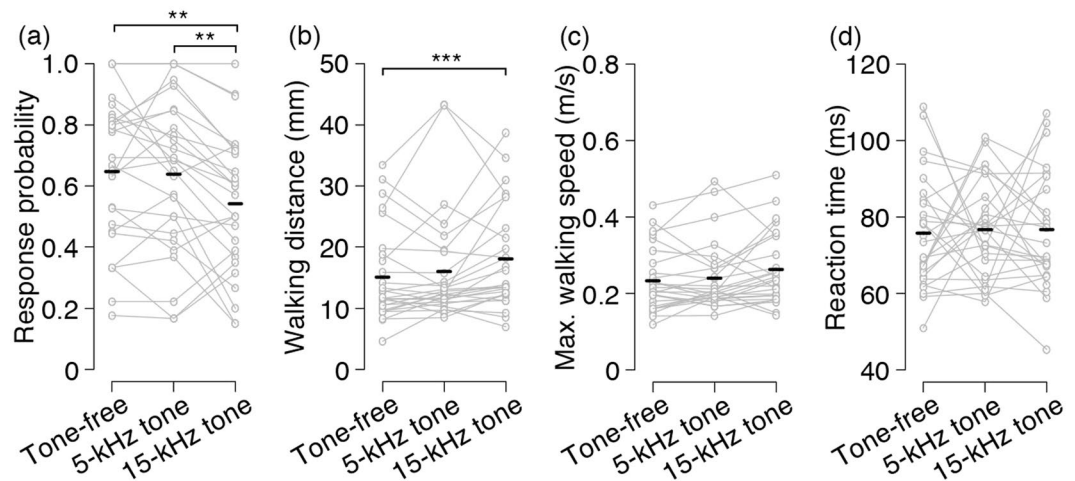 (a)
**
**
Response probability
1.0
0.8
0.6
0.4
0.2
0
Tone-free
5-kHz tone
15-kHz tone
(b)
***
Walking distance (mm)
50
40
30
20
10
0
Tone-free
5-kHz tone
15-kHz tone
(c)
Max. walking speed (m/s)
0.8
0.6
0.4
0.2
0
Tone-free
5-kHz tone
15-kHz tone
(d)
Reaction time (ms)
120
100
80
60
40
Tone-free
5-kHz tone
15-kHz tone